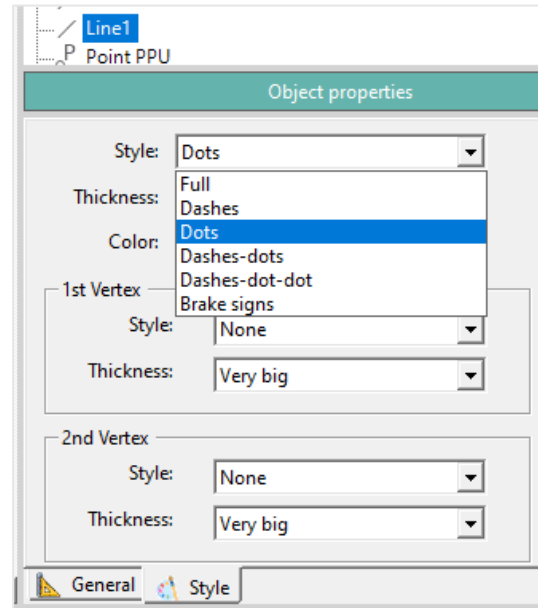 Line1
P Point PPU
Object properties
Style: Dots
Full
Thickness:
Dashes
Dots
Color:
Dashes-dots
Dashes-dot-dot
1st Vertex
Brake signs
Style: None
Thickness: Very big
2nd Vertex
Style: None
Thickness: Very big
General Style